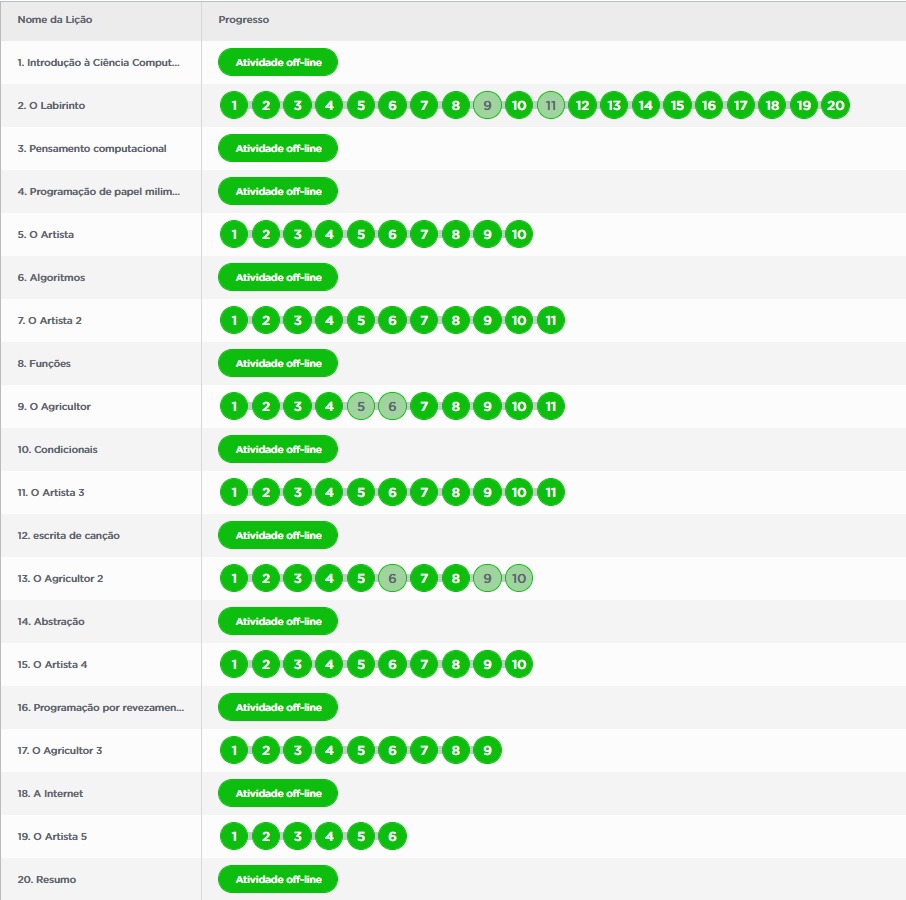 Nome da Lição Progresso
1. Introdução à Ciência Comput... Atividade off-line
2. O Labirinto 1 2 3 4 5 6 7 8 9 10 11 12 13 14 15 16 17 18 19 20
3. Pensamento computacional Atividade off-line
4. Programação de papel milim... Atividade off-line
5. O Artista 1 2 3 4 5 6 7 8 9 10
6. Algoritmos Atividade off-line
7. O Artista 2 1 2 3 4 5 6 7 8 9 10 11
8. Funções Atividade off-line
9. O Agricultor 1 2 3 4 5 6 7 8 9 10 11
10. Condicionais Atividade off-line
11. O Artista 3 1 2 3 4 5 6 7 8 9 10 11
12. escrita de canção Atividade off-line
13. O Agricultor 2 1 2 3 4 5 6 7 8 9 10
14. Abstração Atividade off-line
15. O Artista 4 1 2 3 4 5 6 7 8 9 10
16. Programação por revezamen... Atividade off-line
17. O Agricultor 3 1 2 3 4 5 6 7 8 9
18. A Internet Atividade off-line
19. O Artista 5 1 2 3 4 5 6
20. Resumo Atividade off-line